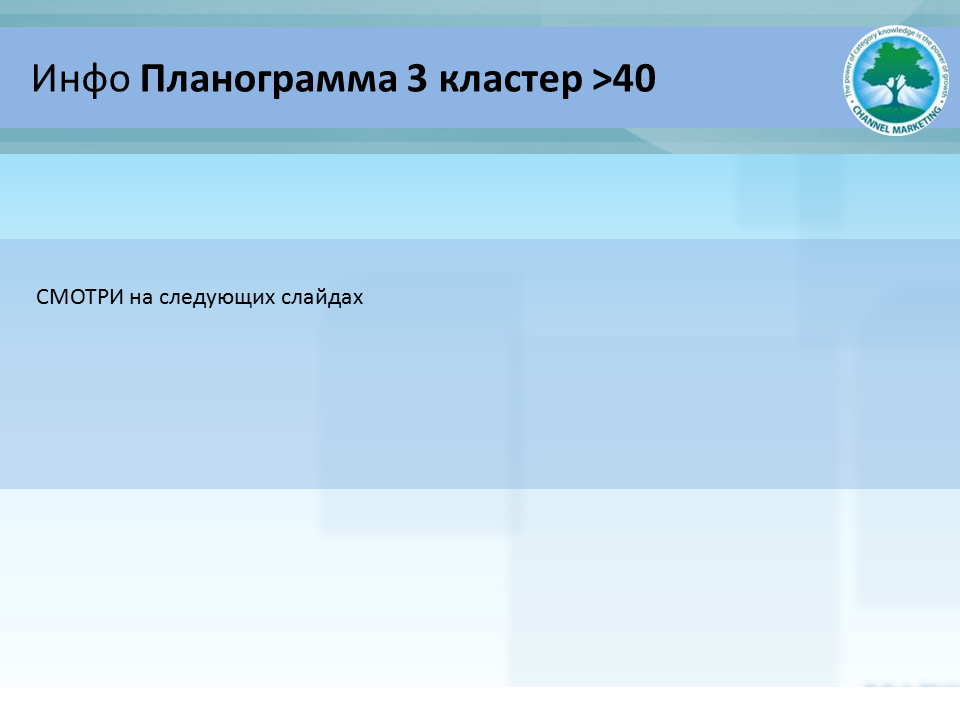 Инфо Планограмма 3 кластер >40
The power of category knowledge is the power of growth
• CHANNEL MARKETING •
СМОТРИ на следующих слайдах